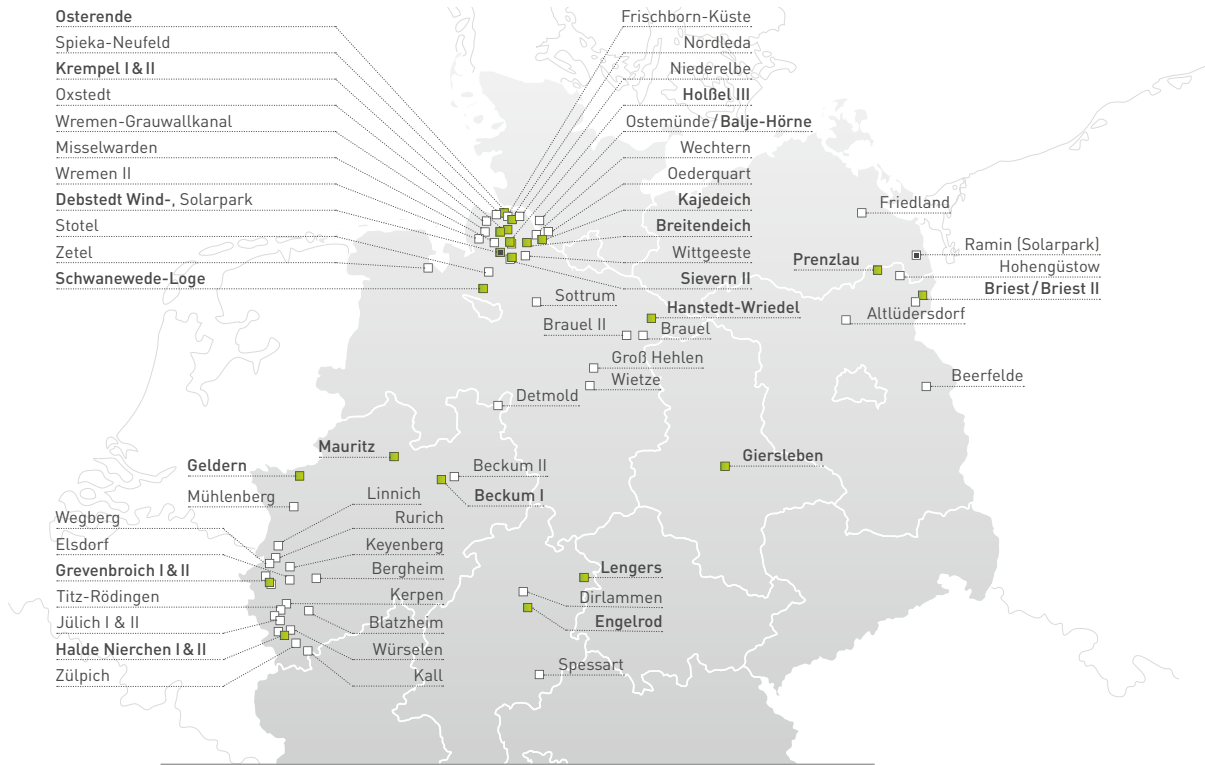 Osterende
Spieka-Neufeld
Krempel I & II
Oxstedt
Wremen-Grauwallkanal
Misselwarden
Wremen II
Debstedt Wind-, Solarpark
Stotel
Zetel
Schwanewede-Loge
Frischborn-Küste
Nordleda
Niederelbe
Holßel III
Ostemünde/Balje-Hörne
Wechtern
Oederquart
Kajedeich
Breitendeich
Wittgeeste
Sievern II
Sottrum
Hanstedt-Wriedel
Brauel II
Brauel
Groß Hehlen
Wietze
Detmold
Friedland
Ramin (Solarpark)
Prenzlau
Hohengüstow
Briest/Briest II
Altlüdersdorf
Beerfelde
Mauritz
Geldern
Beckum II
Beckum I
Giersleben
Mühlenberg
Linnich
Wegberg
Rurich
Elsdorf
Keyenberg
Grevenbroich I & II
Bergheim
Titz-Rödingen
Kerpen
Jülich I & II
Blatzheim
Halde Nierchen I & II
Würselen
Zülpich
Kall
Lengers
Dirlammen
Engelrod
Spessart